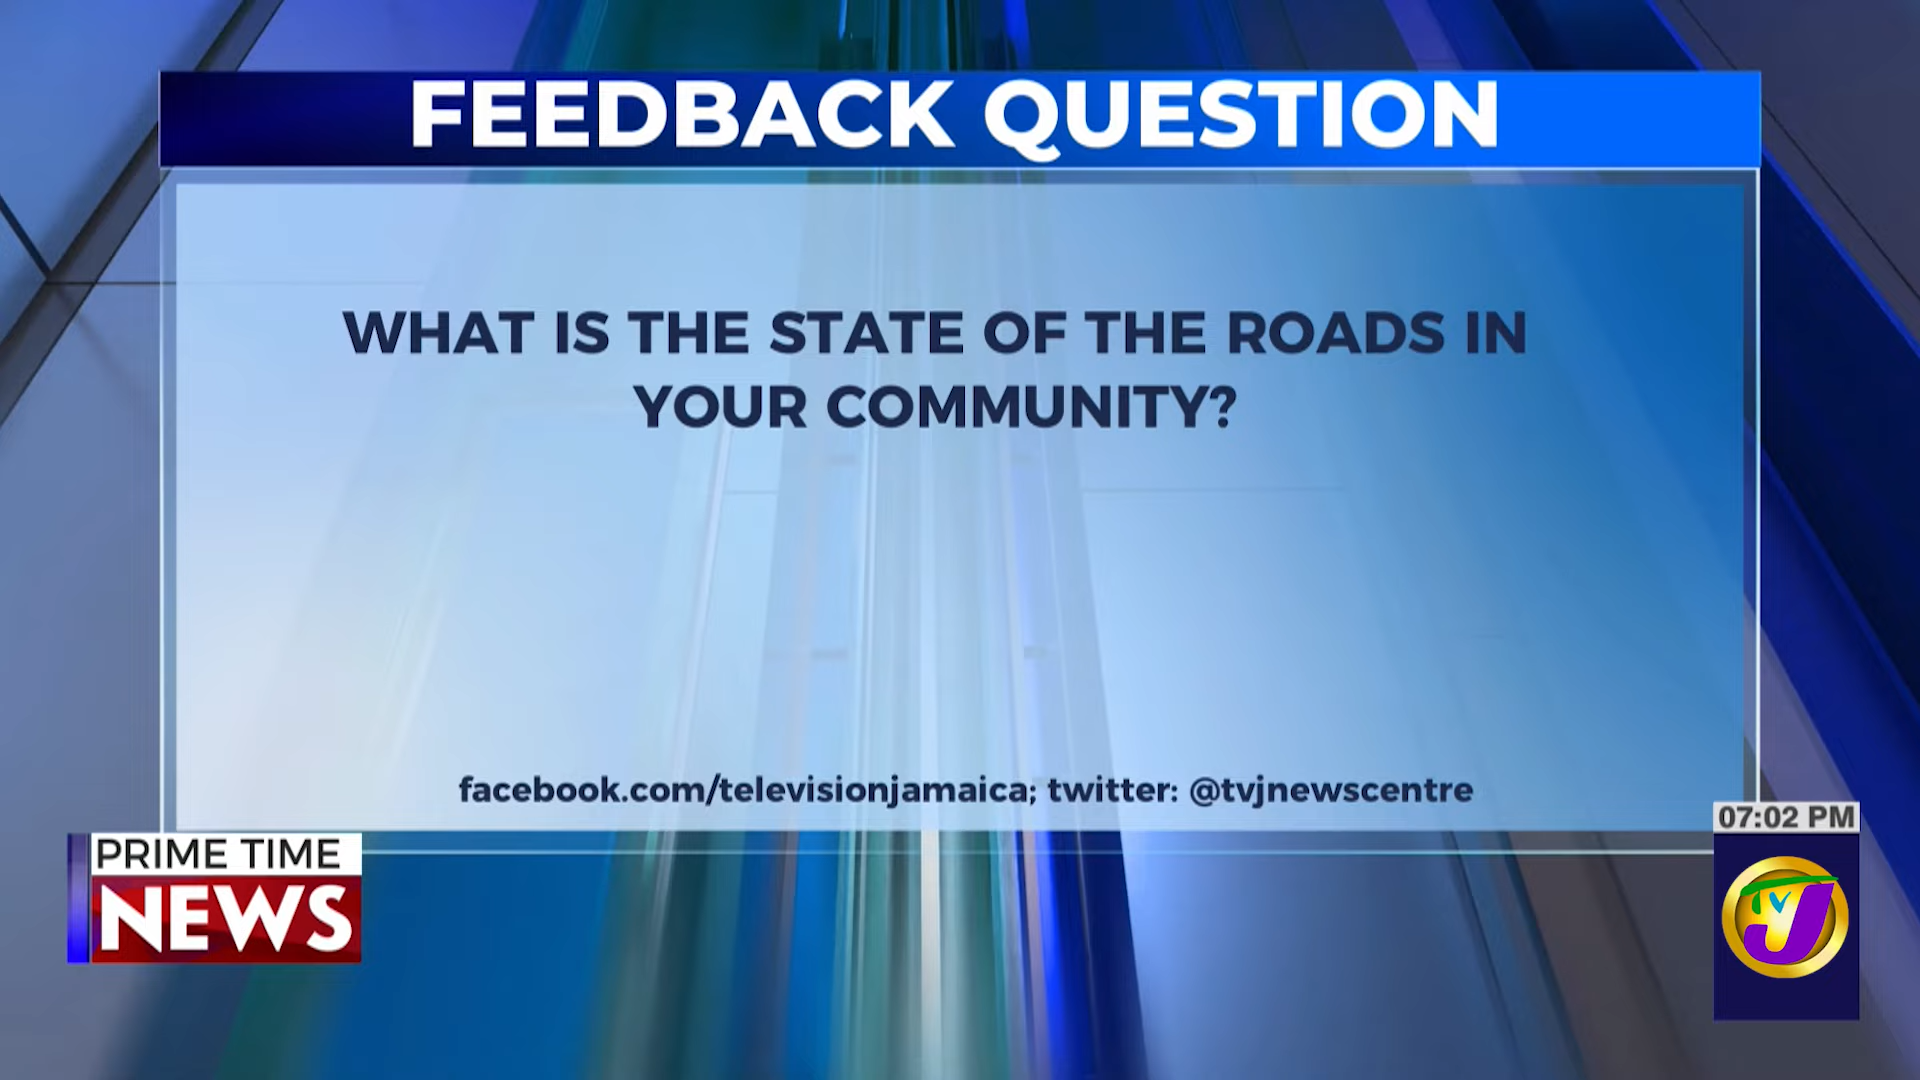 FEEDBACK QUESTION
WHAT IS THE STATE OF THE ROADS IN
YOUR COMMUNITY?
facebook.com/televisionjamaica; twitter: @tvjnewscentre
07:02 PM
PRIME TIME
NEWS
TVJ